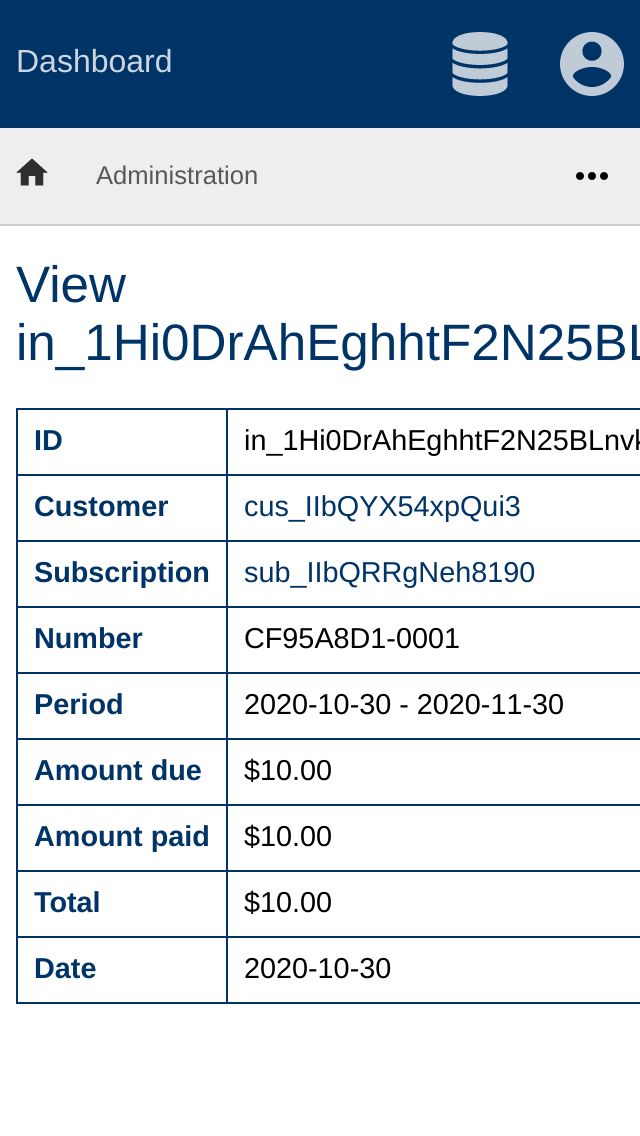 Dashboard
Administration
View
in_1Hi0DrAhEghhtF2N25BL
ID in_1Hi0DrAhEghhtF2N25BLnvk
Customer cus_IIbQYX54xpQui3
Subscription sub_IIbQRRgNeh8190
Number CF95A8D1-0001
Period 2020-10-30 - 2020-11-30
Amount due $10.00
Amount paid $10.00
Total $10.00
Date 2020-10-30